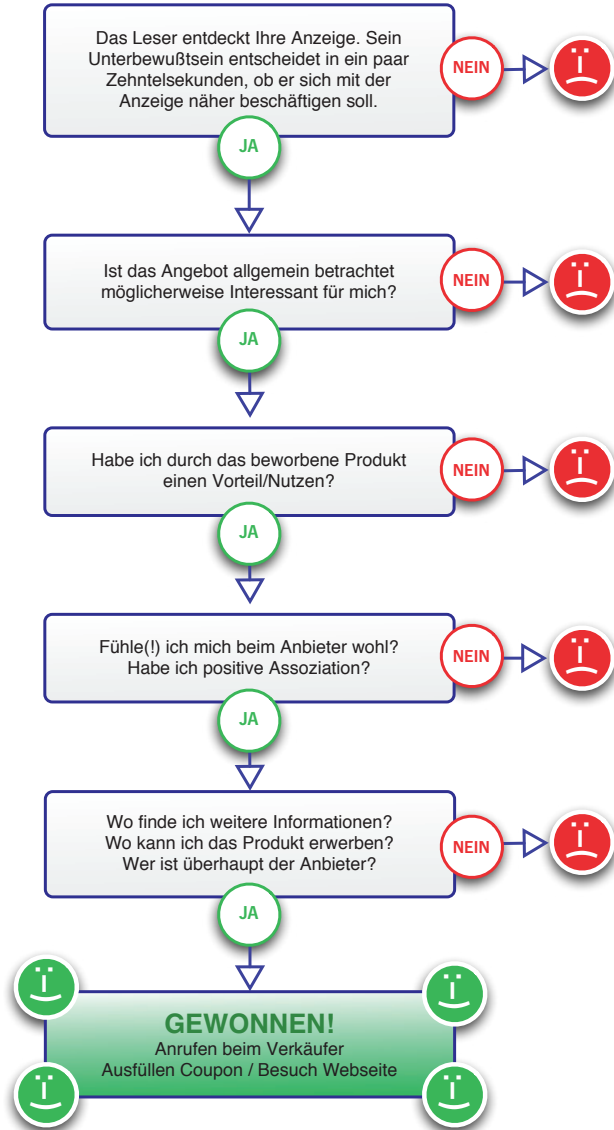 Das Leser entdeckt Ihre Anzeige. Sein
Unterbewußtsein entscheidet in ein paar
Zehntelsekunden, ob er sich mit der
Anzeige näher beschäftigen soll.
NEIN
JA
Ist das Angebot allgemein betrachtet
möglicherweise Interessant für mich?
NEIN
JA
Habe ich durch das beworbene Produkt
einen Vorteil/Nutzen?
NEIN
JA
Fühle(!) ich mich beim Anbieter wohl?
Habe ich positive Assoziation?
NEIN
JA
Wo finde ich weitere Informationen?
Wo kann ich das Produkt erwerben?
Wer ist überhaupt der Anbieter?
NEIN
JA
GEWONNEN!
Anrufen beim Verkäufer
Ausfüllen Coupon / Besuch Webseite